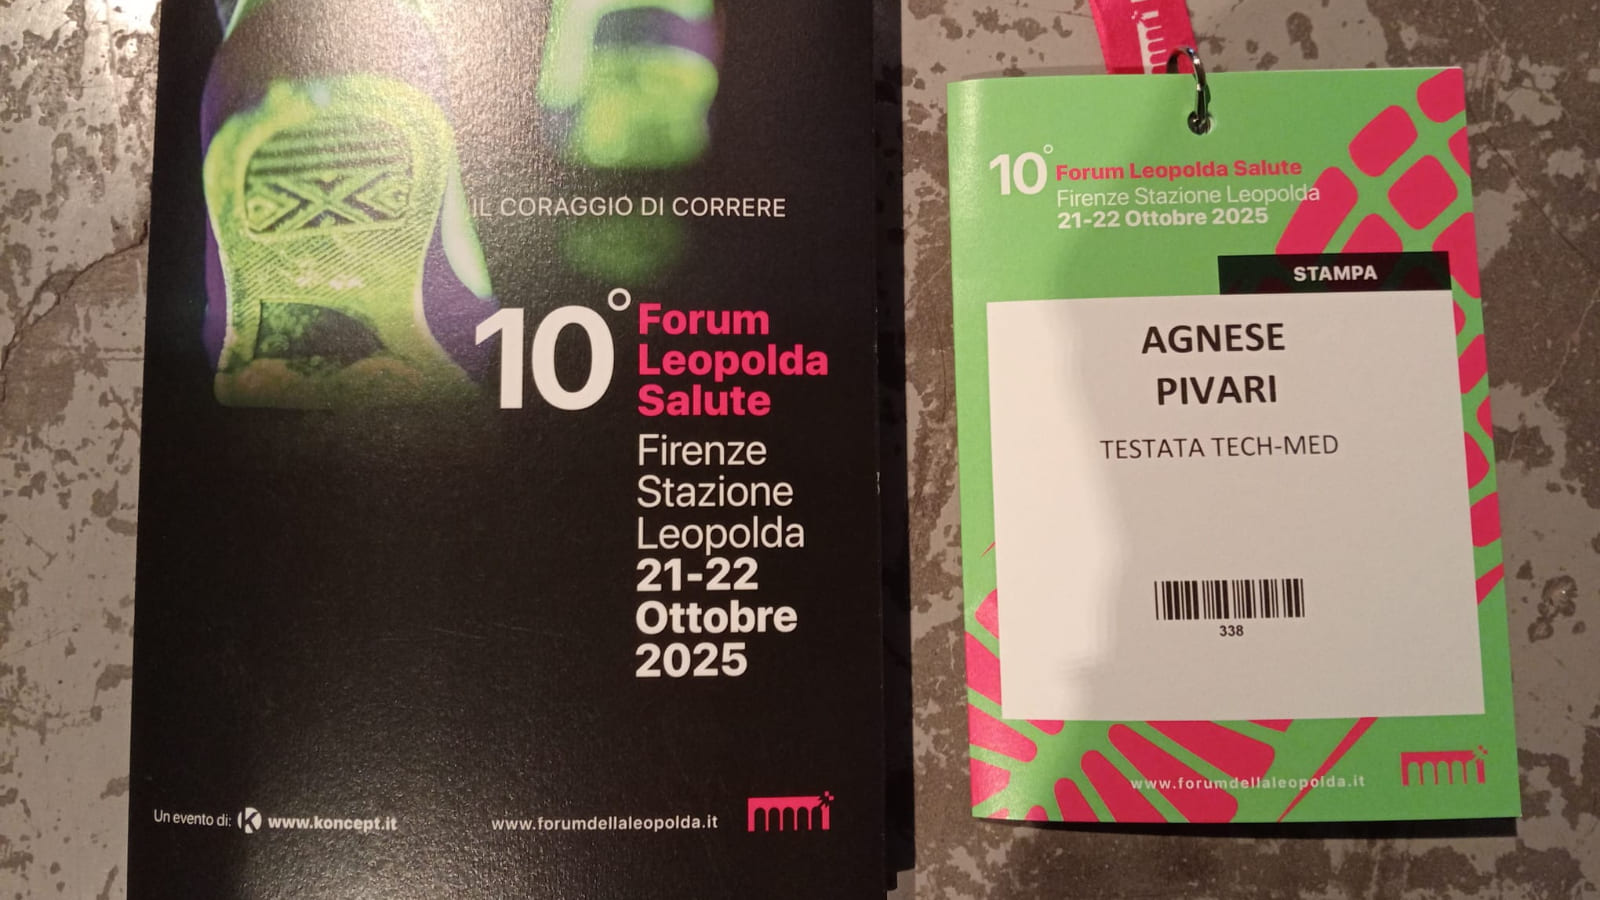 IL CORAGGIO DI CORRERE
10° Forum
Leopolda
Salute
Firenze
Stazione
Leopolda
21-22
Ottobre
2025
Un evento di: K www.koncept.it
www.forumdellaleopolda.it
10° Forum Leopolda Salute
Firenze Stazione Leopolda
21-22 Ottobre 2025
STAMPA
AGNESE
PIVARI
TESTATA TECH-MED
338
www.forumdellaleopolda.it